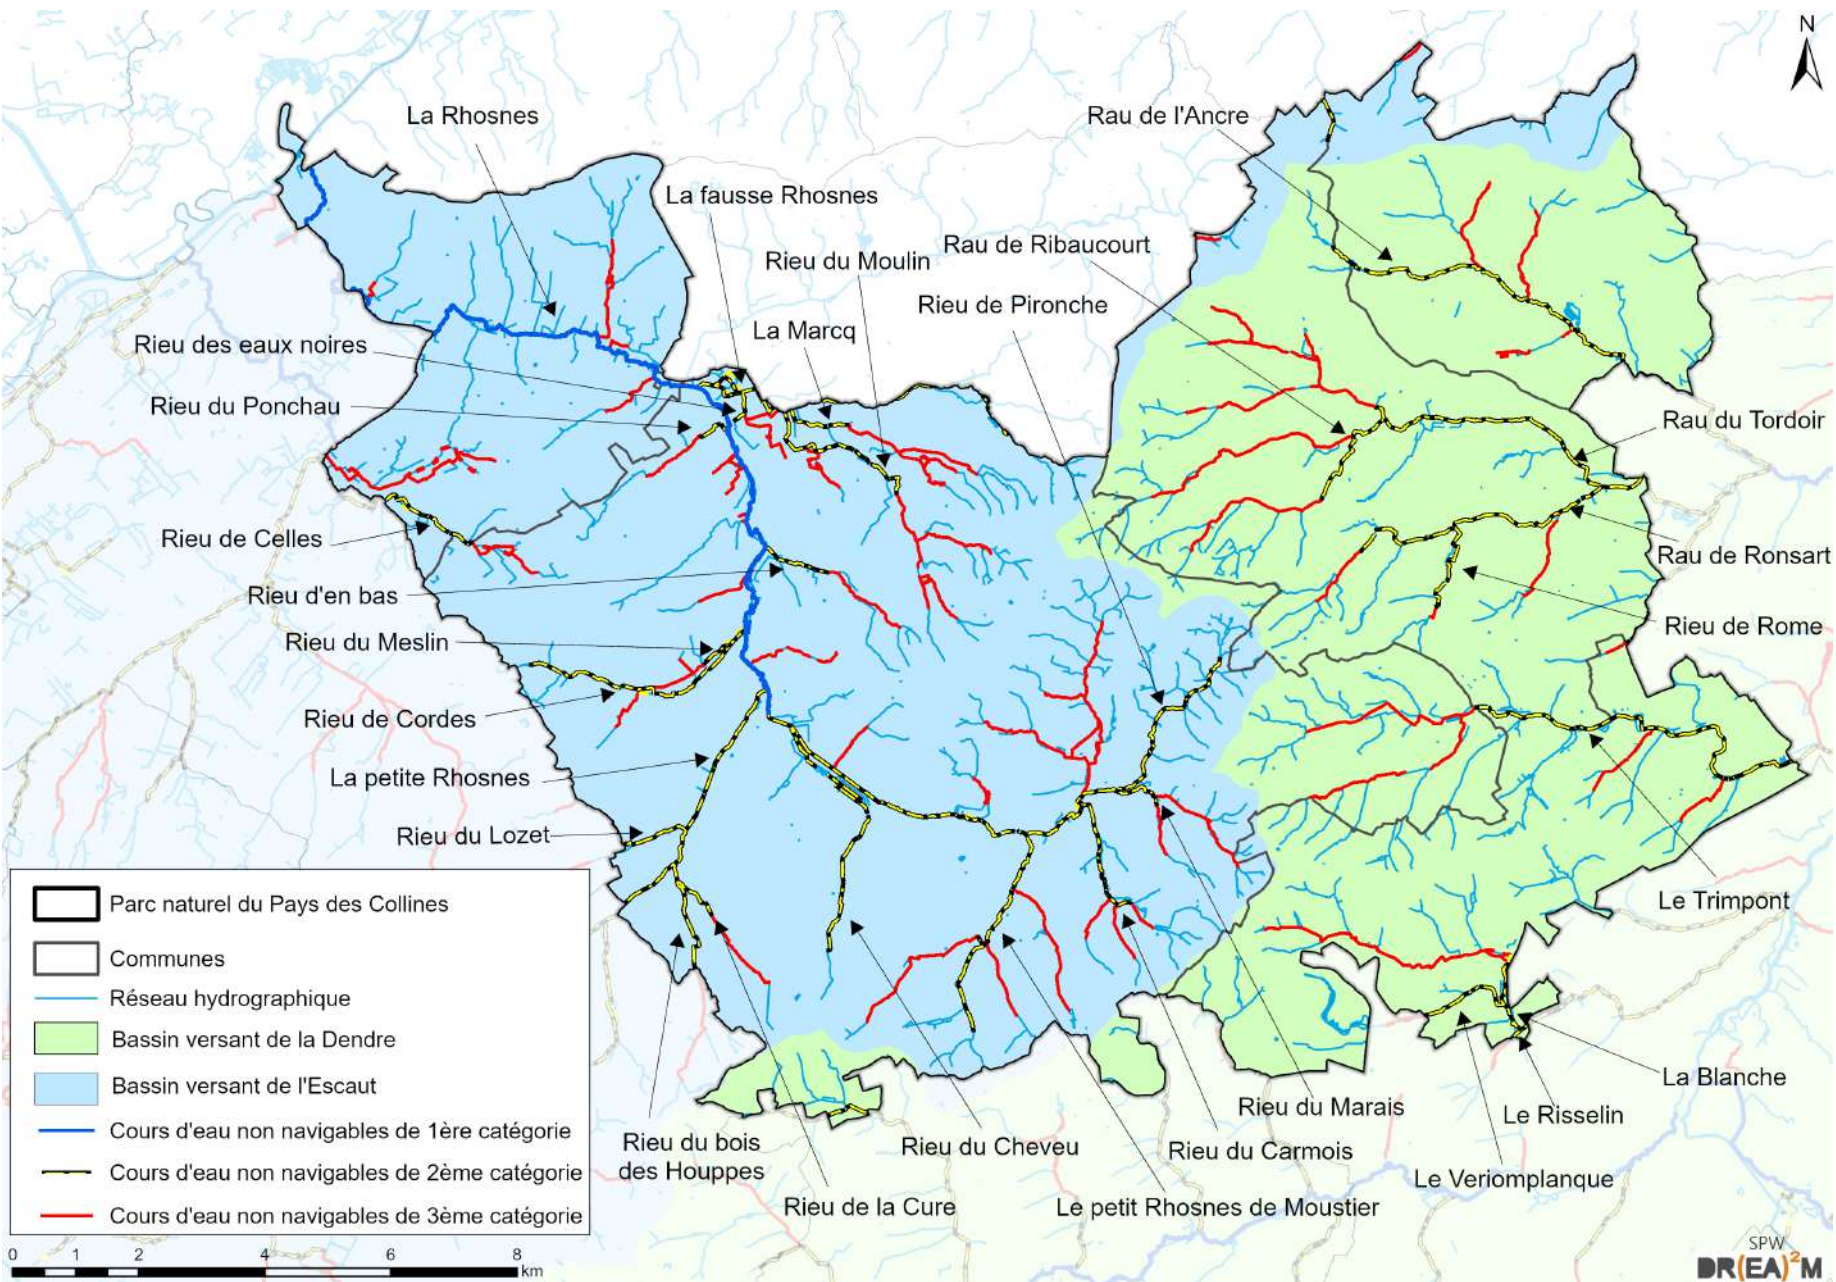 N
La Rhosnes
Rau de l'Ancre
La fausse Rhosnes
Rau de Ribaucourt
Rieu du Moulin
Rieu de Pironche
La Marcq
Rieu des eaux noires
Rieu du Ponchau
Rau du Tordoir
Rieu de Celles
Rau de Ronsart
Rieu d'en bas
Rieu de Rome
Rieu du Meslin
Rieu de Cordes
La petite Rhosnes
Rieu du Lozet
Le Trimpont
La Blanche
Rieu du Marais
Le Risselin
Rieu du bois
des Houppes
Rieu du Cheveu
Rieu du Carmois
Le Veriomplanque
Rieu de la Cure
Le petit Rhosnes de Moustier
Parc naturel du Pays des Collines
Communes
Réseau hydrographique
Bassin versant de la Dendre
Bassin versant de l'Escaut
Cours d'eau non navigables de 1ère catégorie
Cours d'eau non navigables de 2ème catégorie
Cours d'eau non navigables de 3ème catégorie
0 1 2 4 6 8
km
SPW
DR(EA)²M